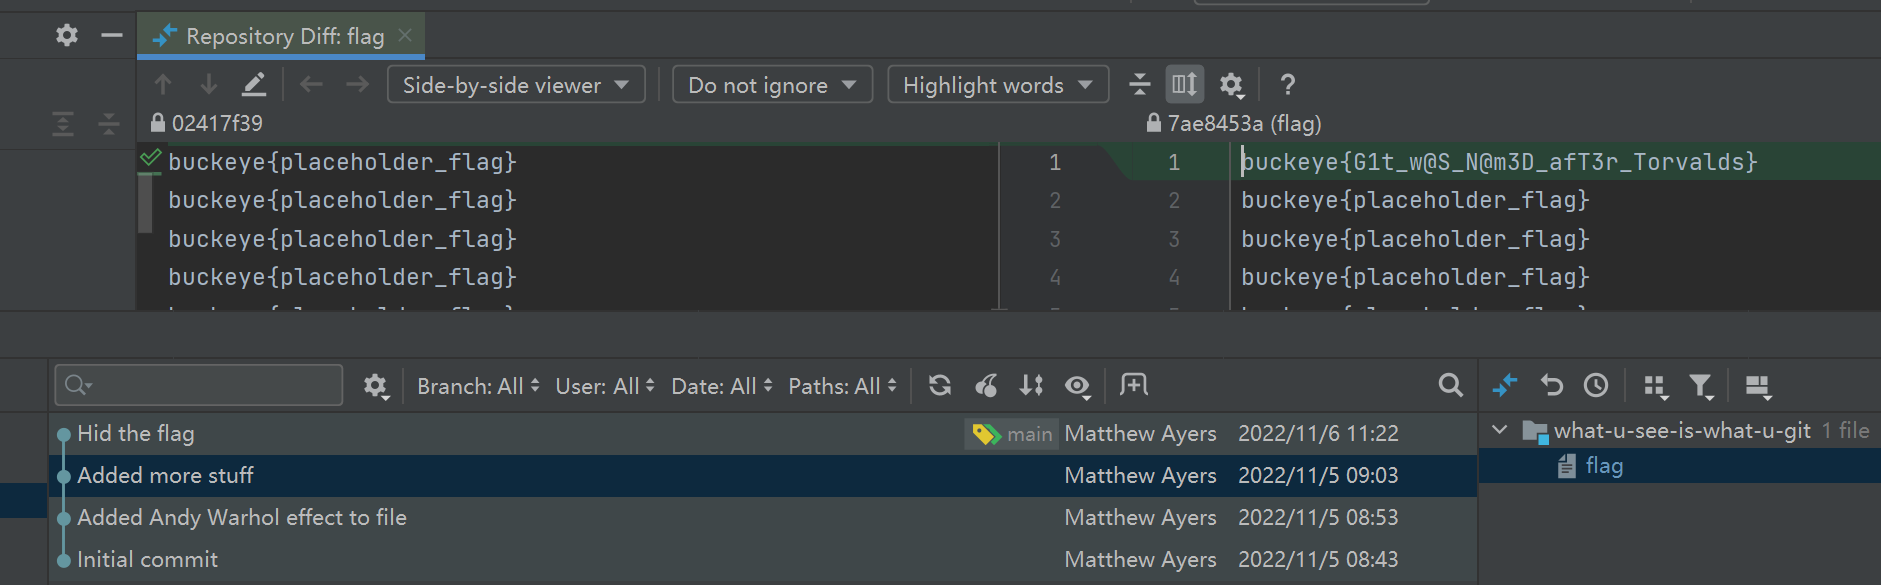 Repository Diff: flag
Side-by-side viewer Do not ignore Highlight words ?
02417f39 7ae8453a (flag)
buckeye{placeholder_flag} 1 1 buckeye{G1t_w@S_N@m3D_afT3r_Torvalds}
buckeye{placeholder_flag} 2 2 buckeye{placeholder_flag}
buckeye{placeholder_flag} 3 3 buckeye{placeholder_flag}
buckeye{placeholder_flag} 4 4 buckeye{placeholder_flag}
Branch: All User: All Date: All Paths: All
Hid the flag main Matthew Ayers 2022/11/6 11:22
Added more stuff Matthew Ayers 2022/11/5 09:03
Added Andy Warhol effect to file Matthew Ayers 2022/11/5 08:53
Initial commit Matthew Ayers 2022/11/5 08:43
what-u-see-is-what-u-git 1 file
flag